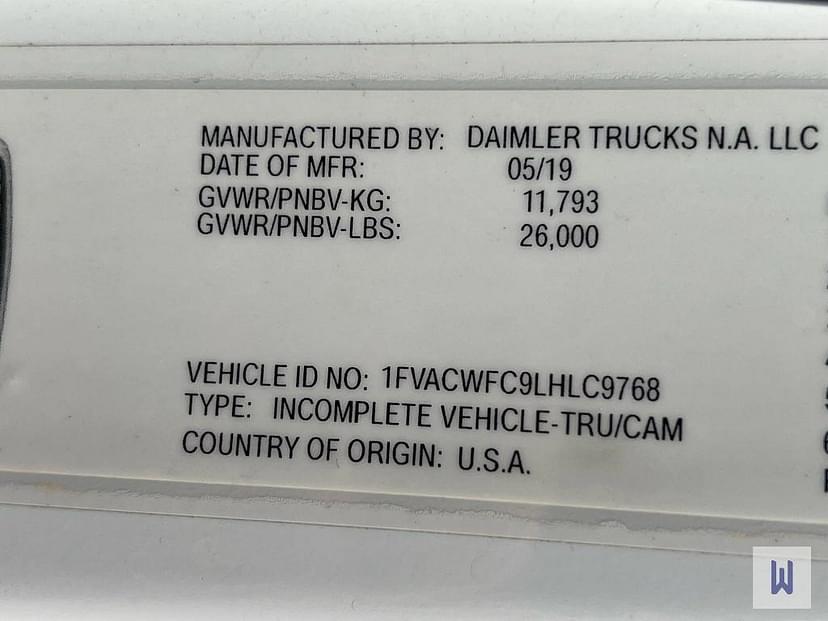 MANUFACTURED BY: DAIMLER TRUCKS N.A. LLC
DATE OF MFR: 05/19
GVWR/PNBV-KG: 11,793
GVWR/PNBV-LBS: 26,000
VEHICLE ID NO: 1FVACWFC9LHLC9768
TYPE: INCOMPLETE VEHICLE-TRU/CAM
COUNTRY OF ORIGIN: U.S.A.
W